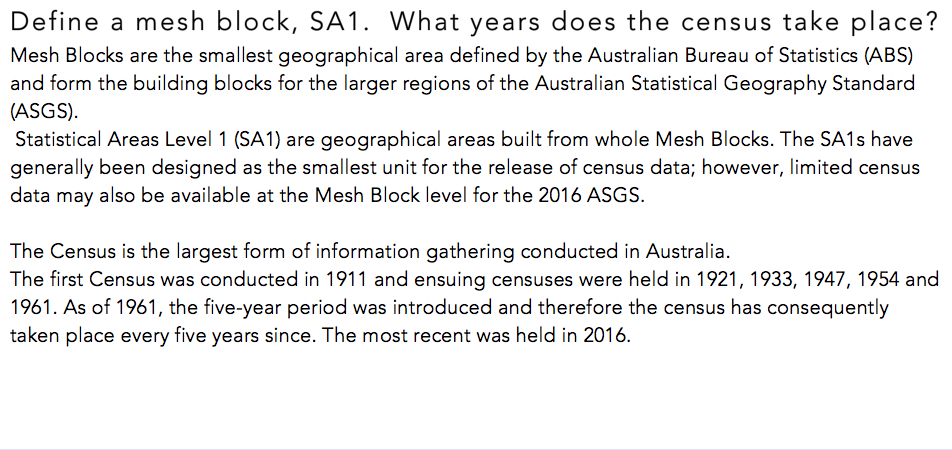 Define a mesh block, SA1.  What years does the census take place?
Mesh Blocks are the smallest geographical area defined by the Australian Bureau of Statistics (ABS)
and form the building blocks for the larger regions of the Australian Statistical Geography Standard
(ASGS).
Statistical Areas Level 1 (SA1) are geographical areas built from whole Mesh Blocks. The SA1s have
generally been designed as the smallest unit for the release of census data; however, limited census
data may also be available at the Mesh Block level for the 2016 ASGS.
The Census is the largest form of information gathering conducted in Australia.
The first Census was conducted in 1911 and ensuing censuses were held in 1921, 1933, 1947, 1954 and
1961. As of 1961, the five-year period was introduced and therefore the census has consequently
taken place every five years since. The most recent was held in 2016.